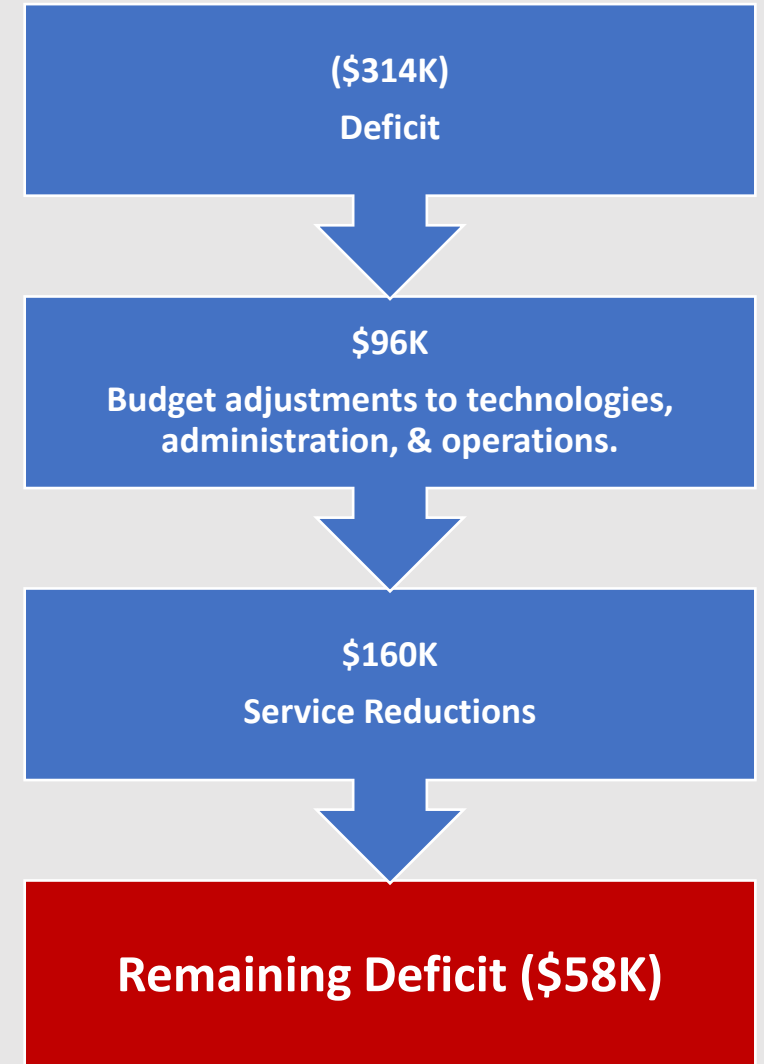 ($314K)
Deficit
$96K
Budget adjustments to technologies,
administration, & operations.
$160K
Service Reductions
Remaining Deficit ($58K)